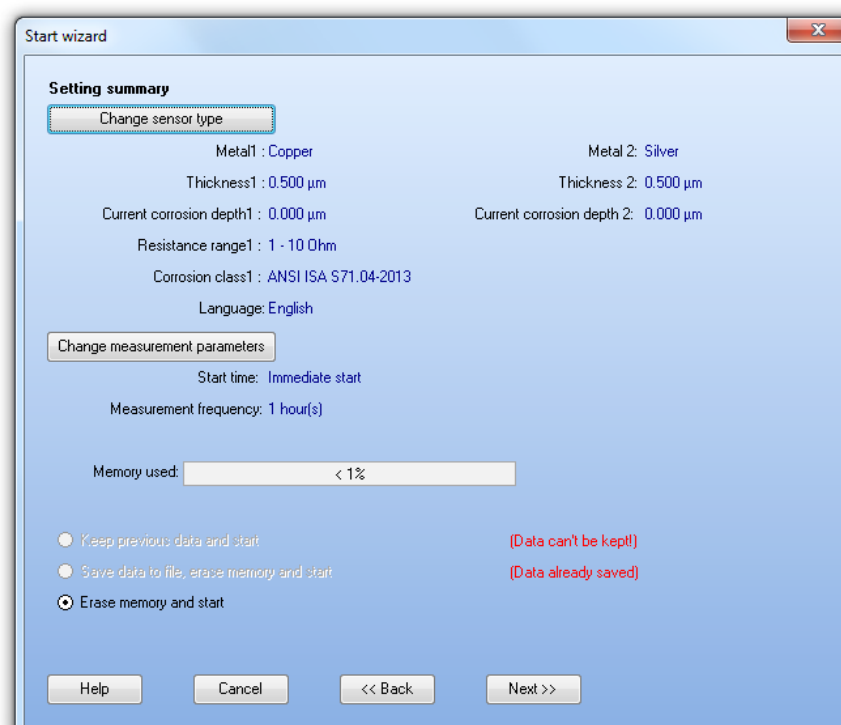 Start wizard
Setting summary
Change sensor type
Metal1 : Copper Metal 2: Silver
Thickness1 : 0.500 µm Thickness 2: 0.500 µm
Current corrosion depth1 : 0.000 µm Current corrosion depth 2: 0.000 µm
Resistance range1 : 1 - 10 Ohm
Corrosion class1 : ANSI ISA S71.04-2013
Language: English
Change measurement parameters
Start time: Immediate start
Measurement frequency: 1 hour(s)
Memory used: < 1%
Keep previous data and start (Data can't be kept!)
Save data to file, erase memory and start (Data already saved)
Erase memory and start
Help Cancel << Back Next >>